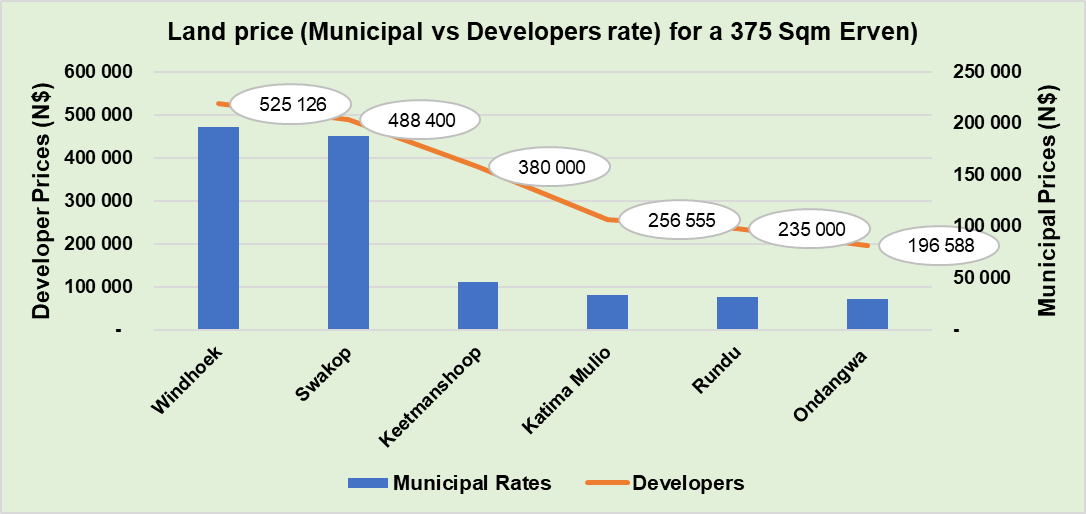 Land price (Municipal vs Developers rate) for a 375 Sqm Erven)
Developer Prices (N$)
600 000
500 000
400 000
300 000
200 000
100 000
-
525 126
488 400
380 000
256 555
235 000
196 588
250 000
200 000
150 000
100 000
50 000
-
Municipal Prices (N$)
Windhoek
Swakop
Keetmanshoop
Katima Mulio
Rundu
Ondangwa
Municipal Rates
Developers